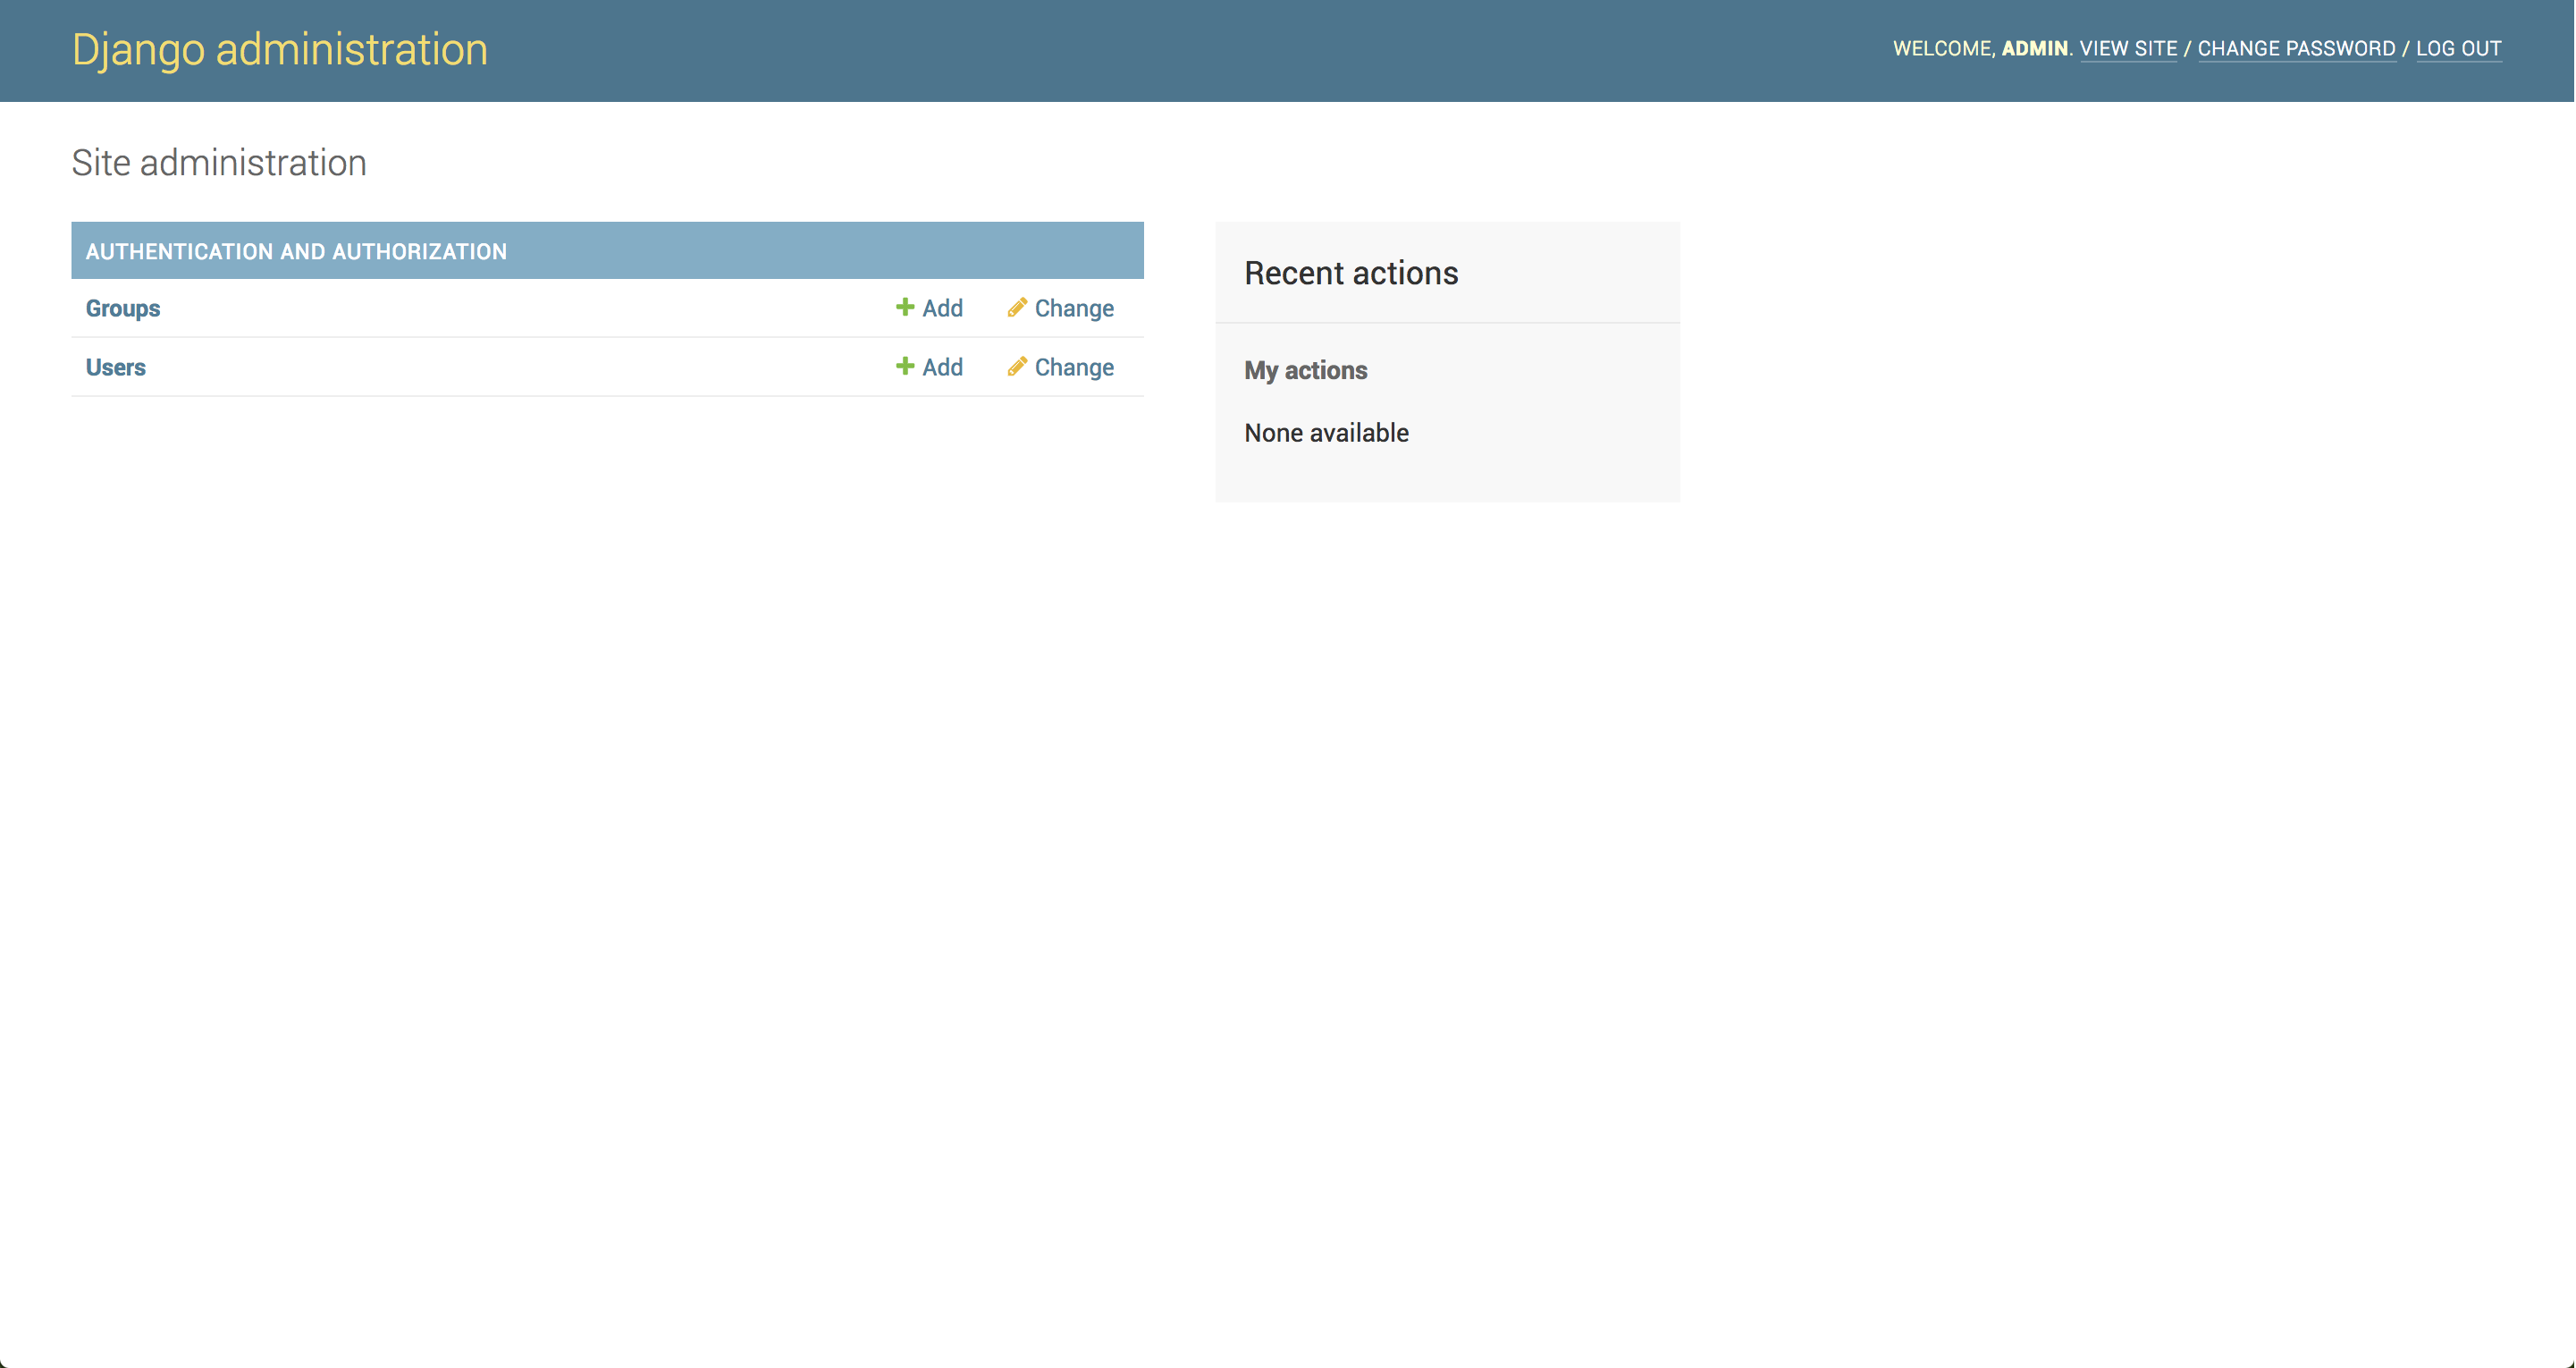 Django administration
WELCOME, ADMIN. VIEW SITE / CHANGE PASSWORD / LOG OUT
Site administration
AUTHENTICATION AND AUTHORIZATION
Groups Add Change
Users Add Change
Recent actions
My actions
None available